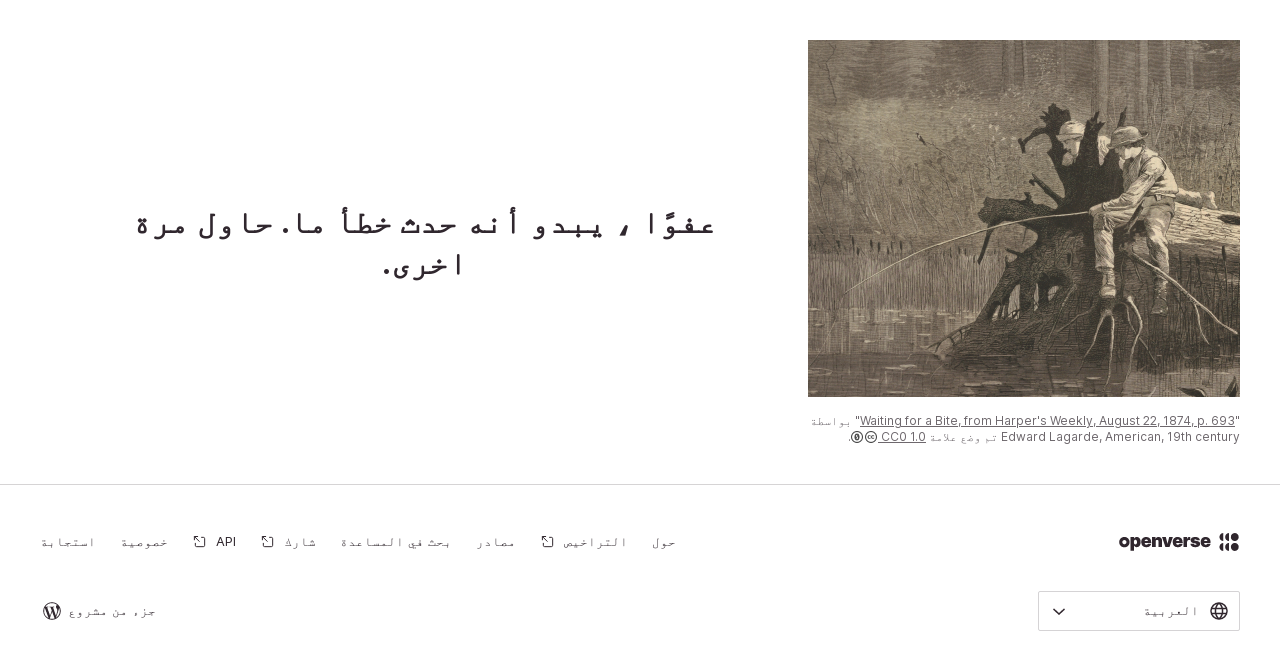 عفوًا ، يبدو أنه حدث خطأ ما. حاول مرة
اخرى.
"Waiting for a Bite, from Harper's Weekly, August 22, 1874, p. 693" بواسطة
Edward Lagarde, American, 19th century تم وضع علامة CC0 1.0.
openverse
حول التراخيص مصادر بحث في المساعدة شارك API خصوصية استجابة
العربية
جزء من مشروع